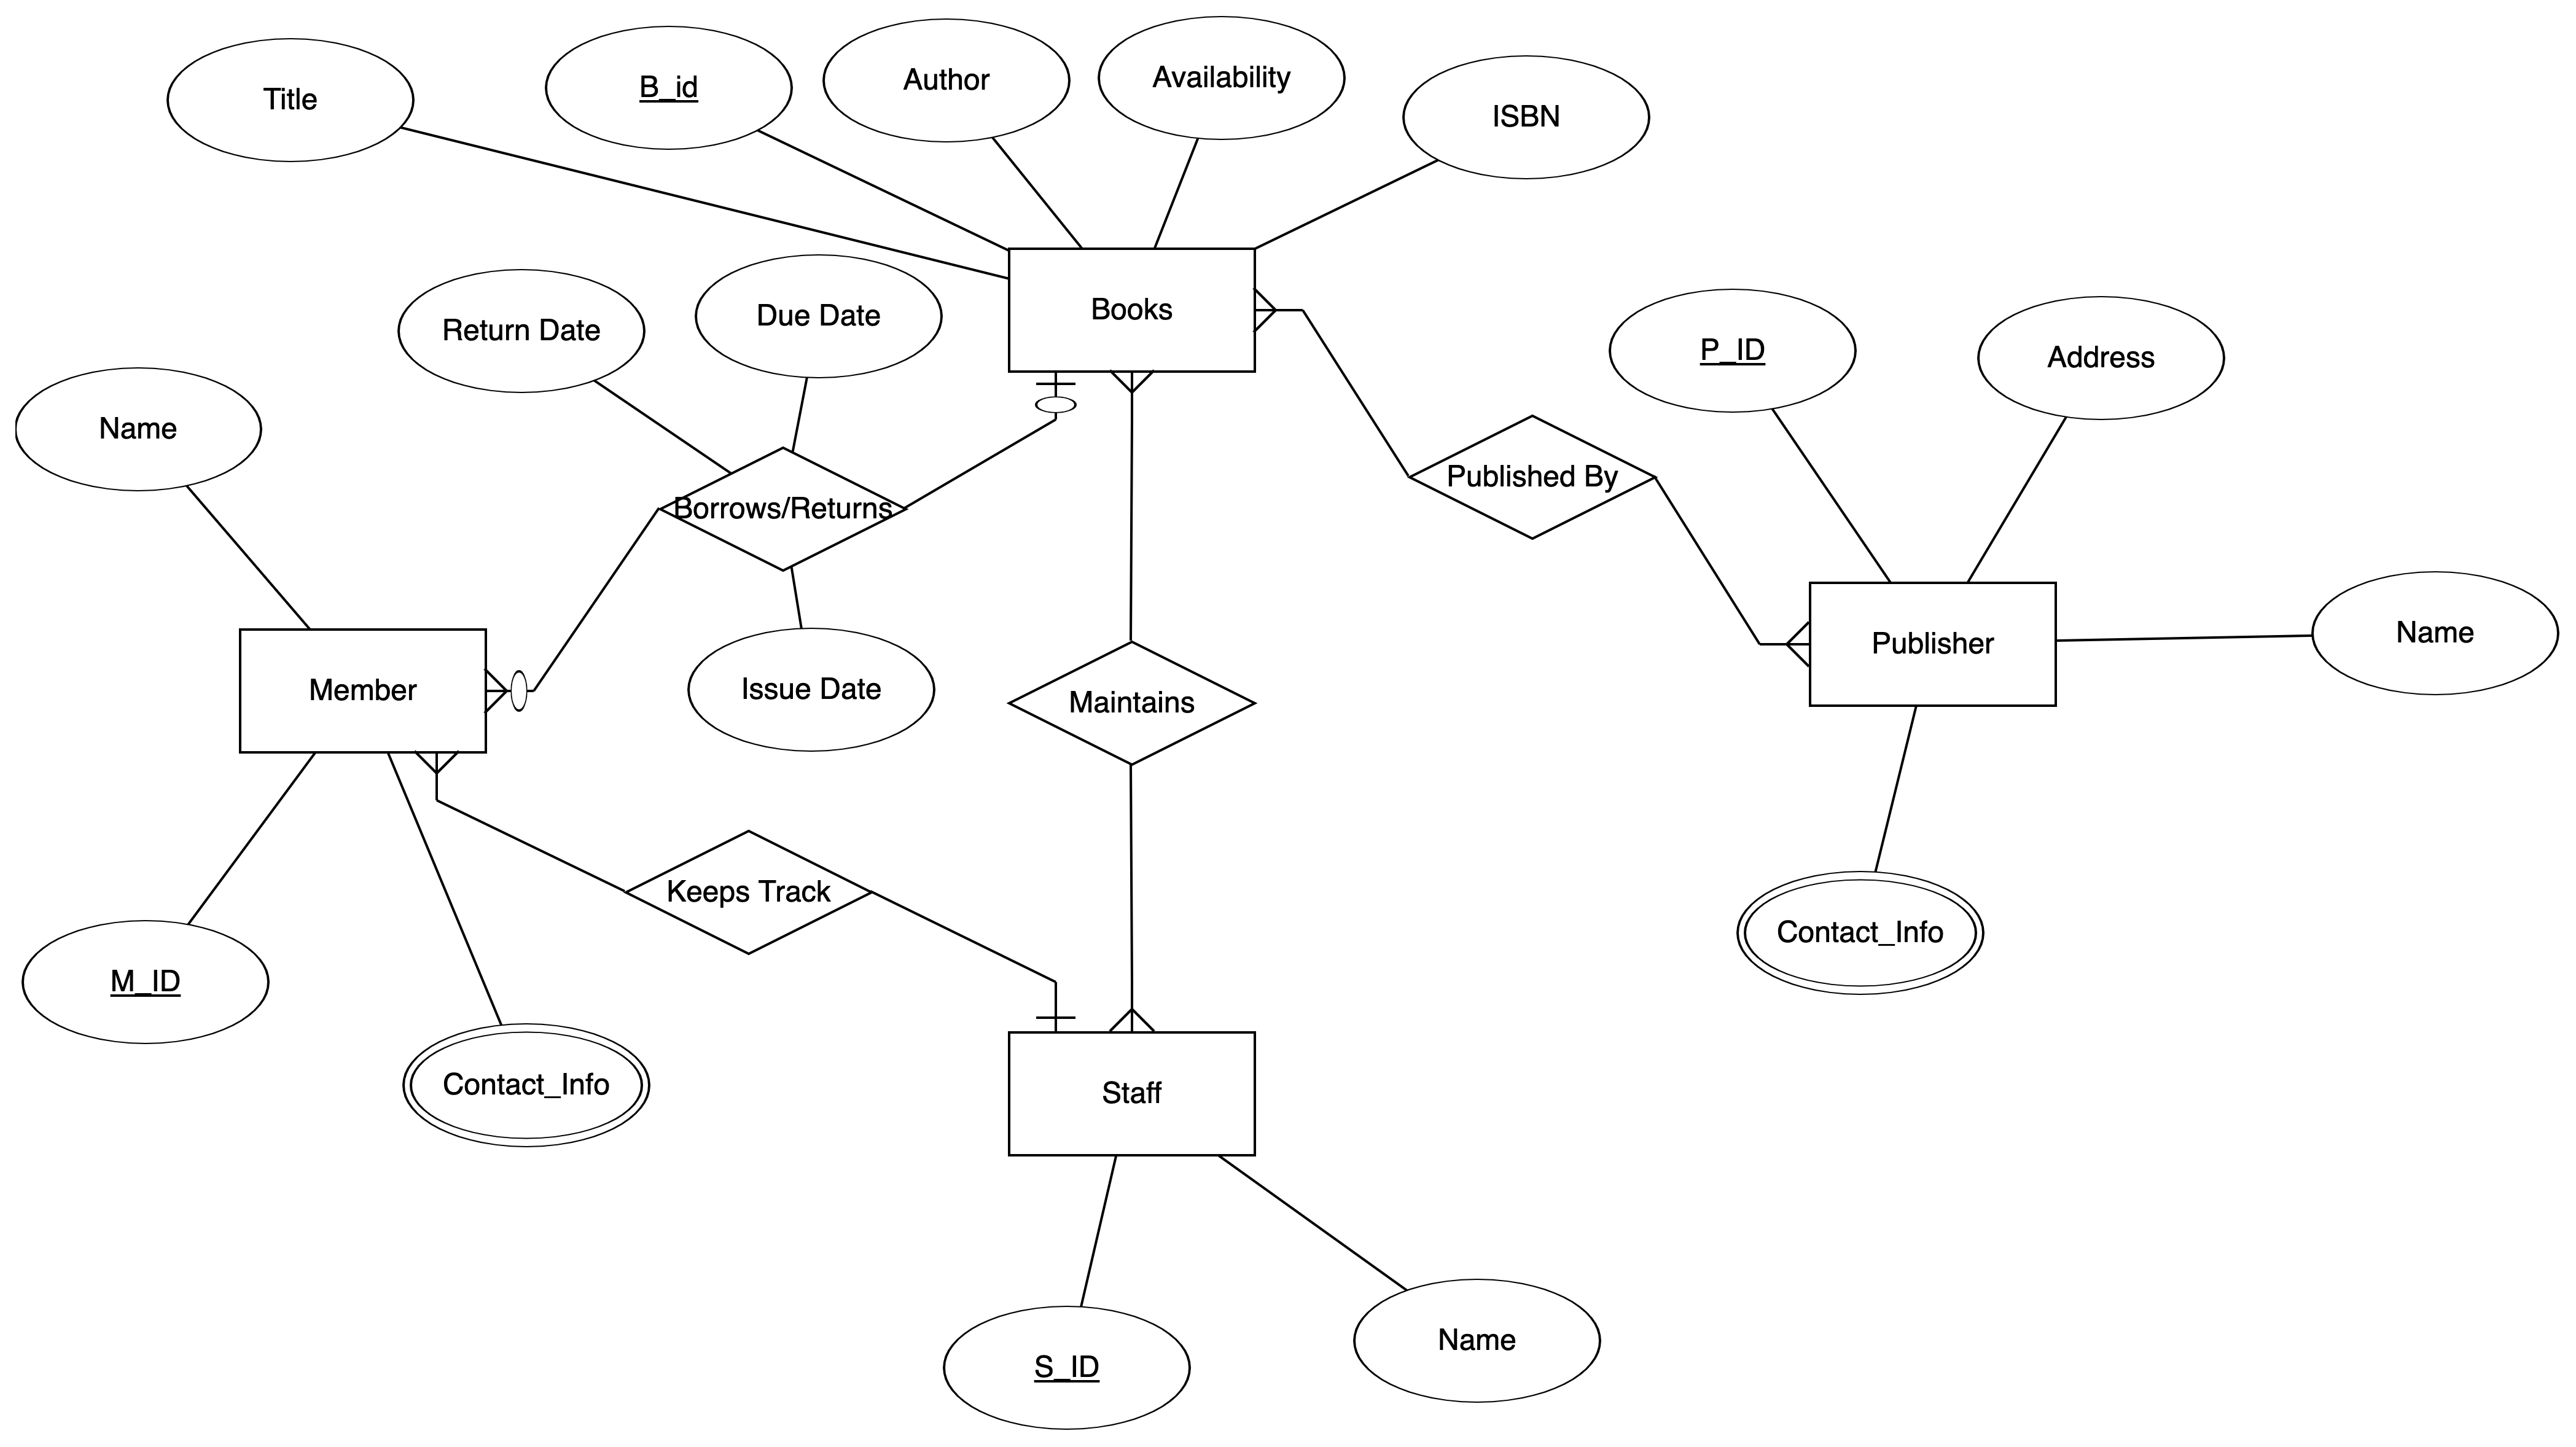 Title
B_id
Author
Availability
ISBN
Return Date
Due Date
Books
P_ID
Address
Name
Borrows/Returns
Published By
Member
Issue Date
Maintains
Publisher
Name
Keeps Track
M_ID
Contact_Info
Contact_Info
Staff
S_ID
Name